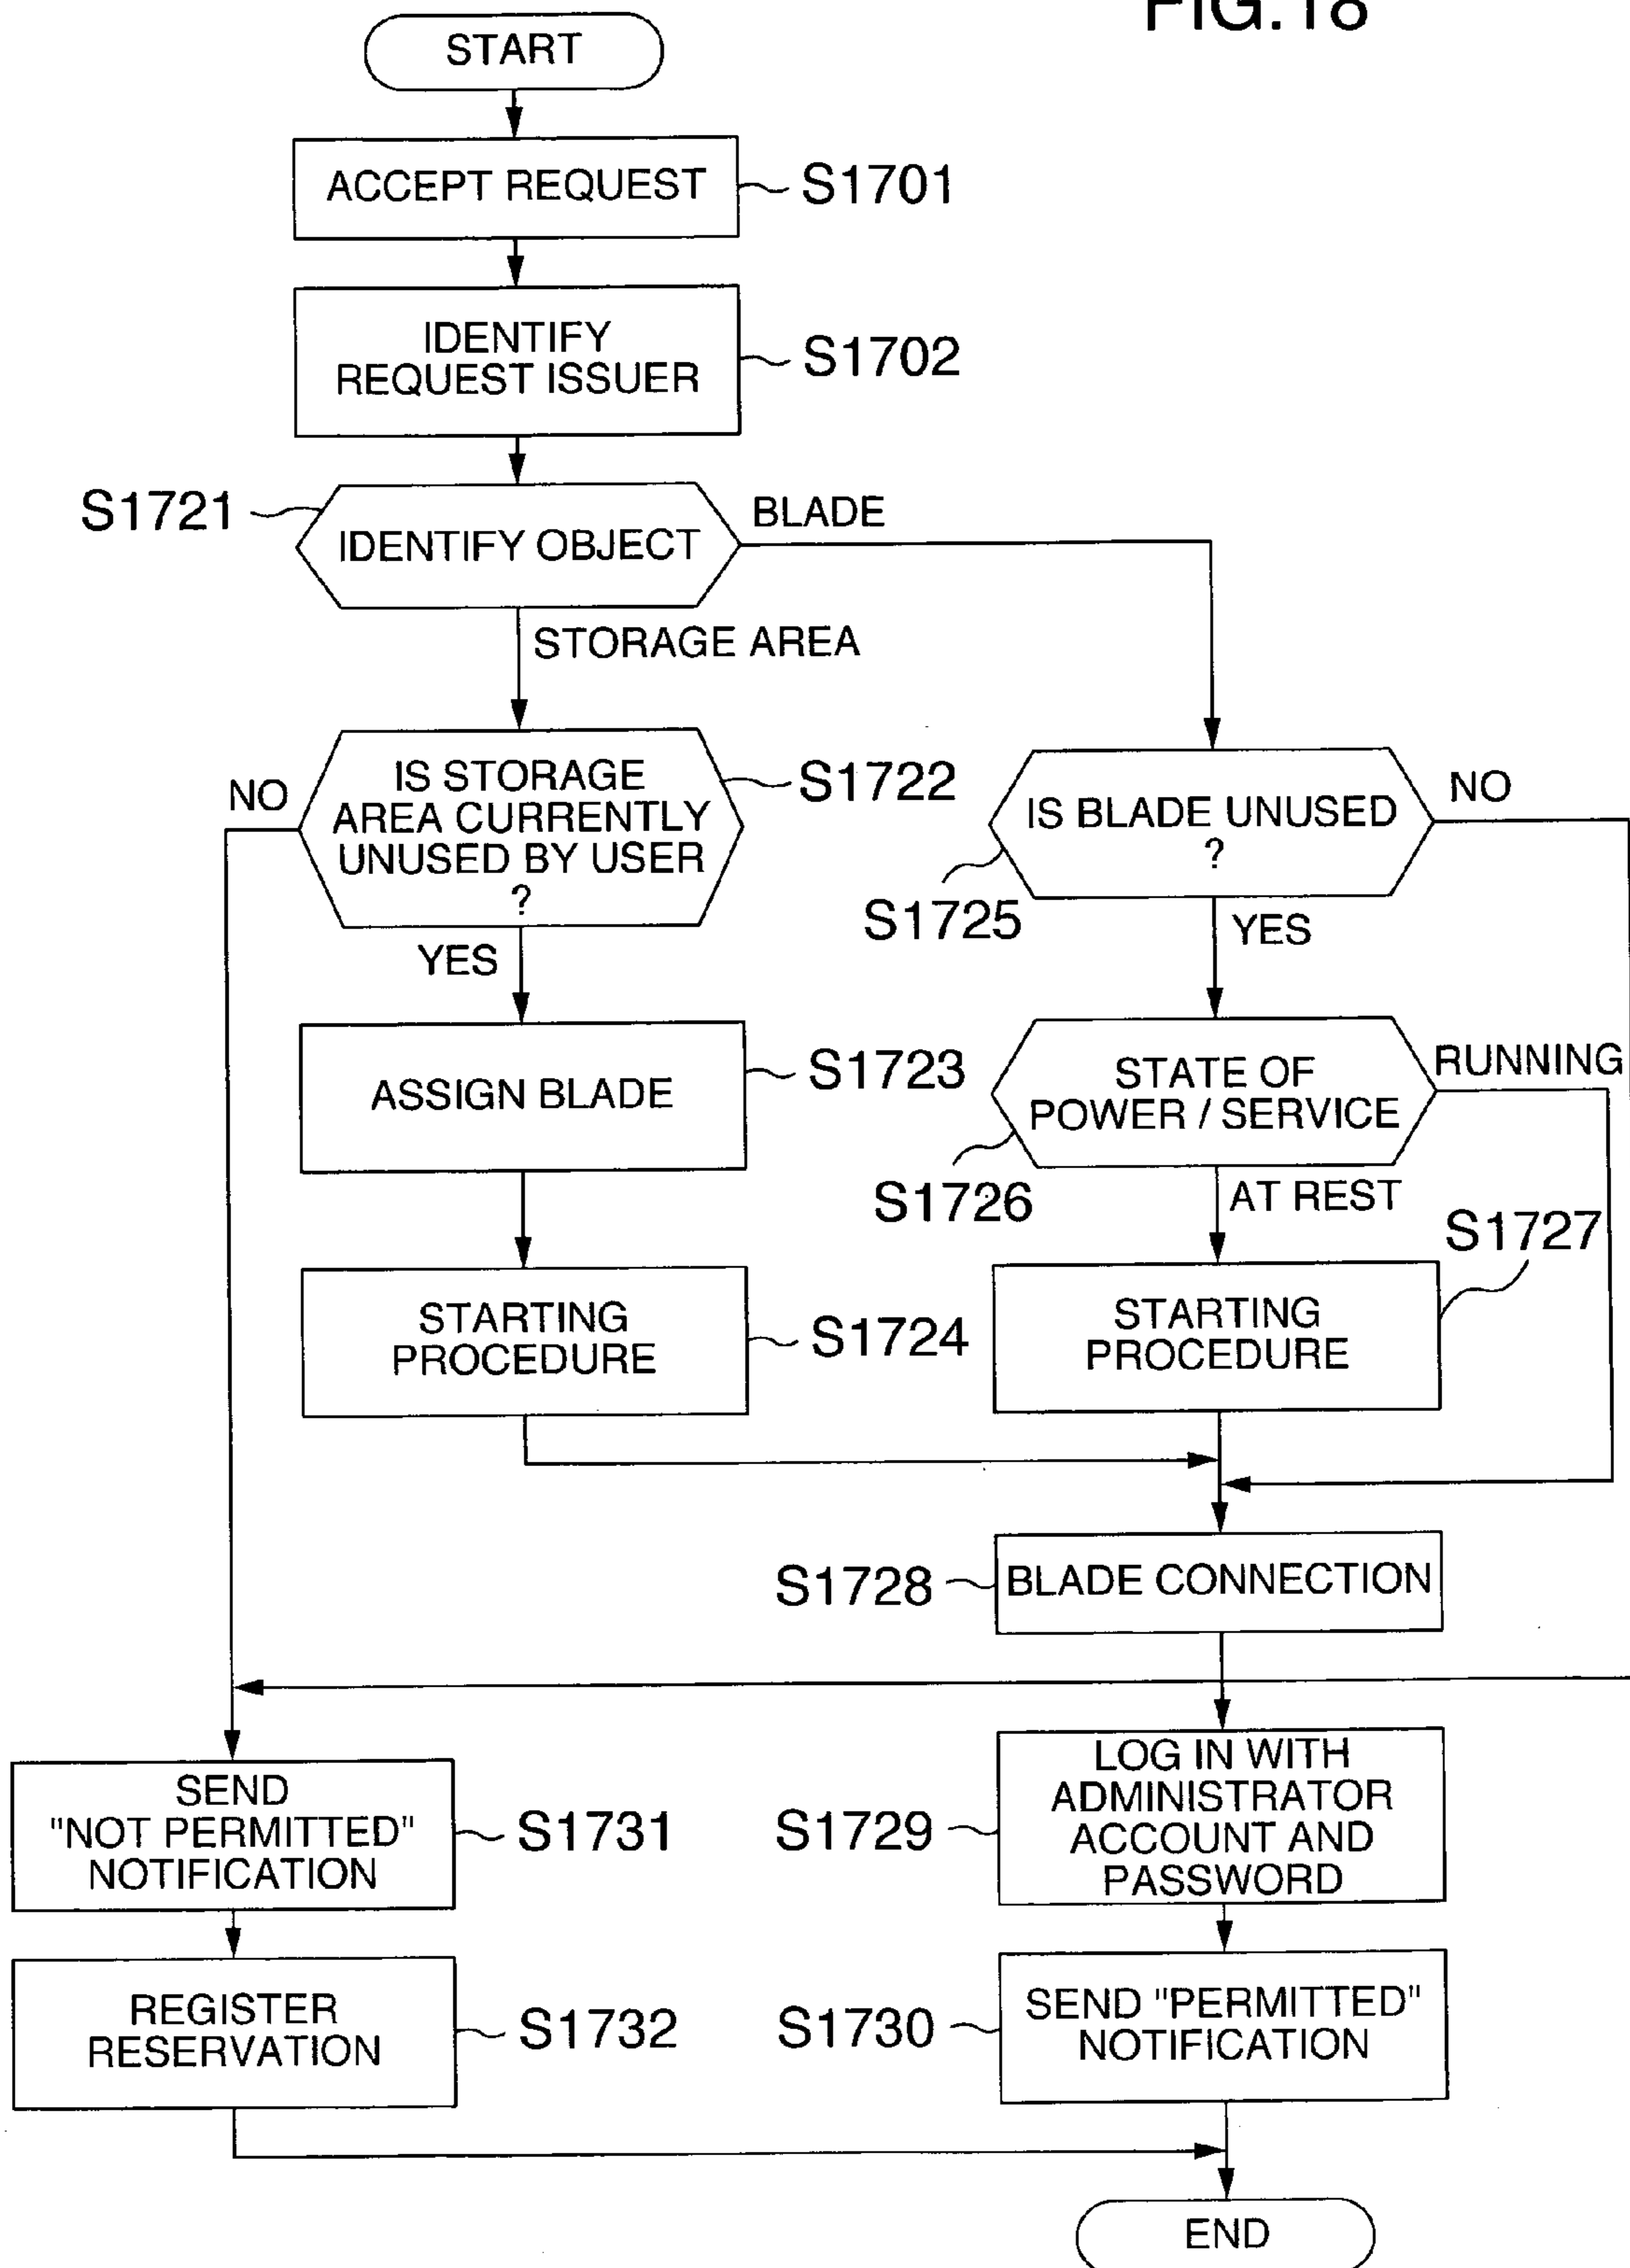 FIG.18
START
ACCEPT REQUEST
S1701
IDENTIFY
REQUEST ISSUER
S1702
S1721
IDENTIFY OBJECT
BLADE
STORAGE AREA
NO
IS STORAGE
AREA CURRENTLY
UNUSED BY USER
?
S1722
IS BLADE UNUSED
?
NO
S1725
YES
YES
ASSIGN BLADE
S1723
STATE OF
POWER / SERVICE
RUNNING
S1726
AT REST
S1727
STARTING
PROCEDURE
S1724
STARTING
PROCEDURE
S1728
BLADE CONNECTION
SEND
"NOT PERMITTED"
NOTIFICATION
S1731
S1729
LOG IN WITH
ADMINISTRATOR
ACCOUNT AND
PASSWORD
REGISTER
RESERVATION
S1732
S1730
SEND "PERMITTED"
NOTIFICATION
END